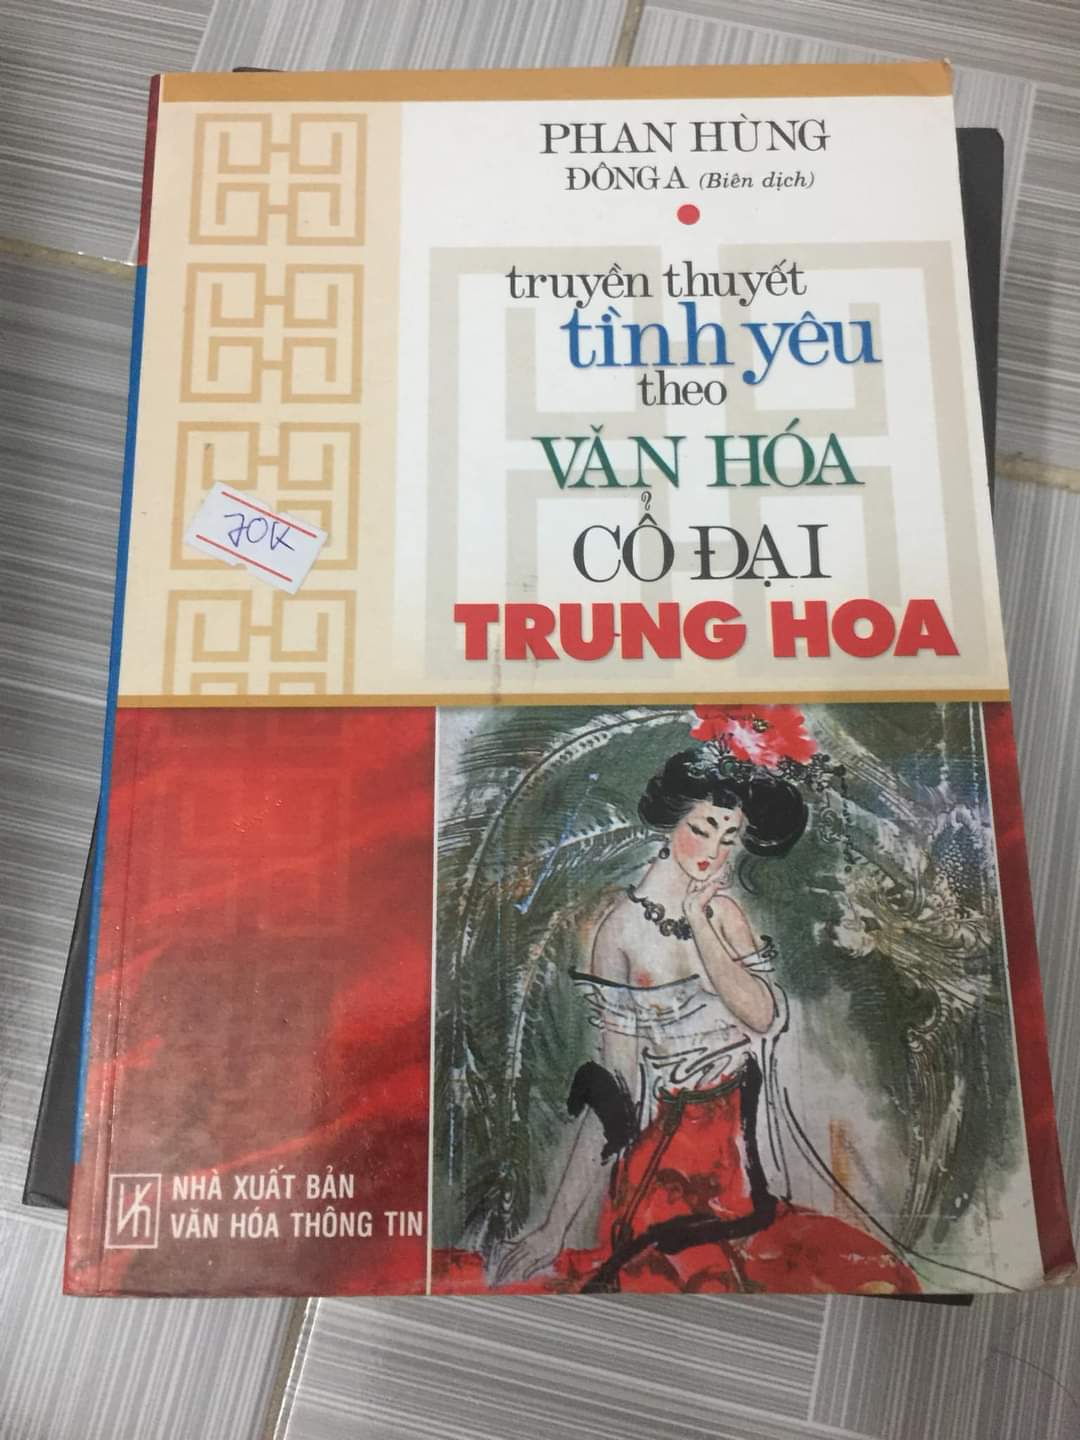 PHAN HÙNG
ĐÔNG A (Biên dịch)
truyền thuyết
tình yêu
theo
VĂN HÓA
CỔ ĐẠI
TRUNG HOA
70K
NHÀ XUẤT BẢN
VĂN HÓA THÔNG TIN